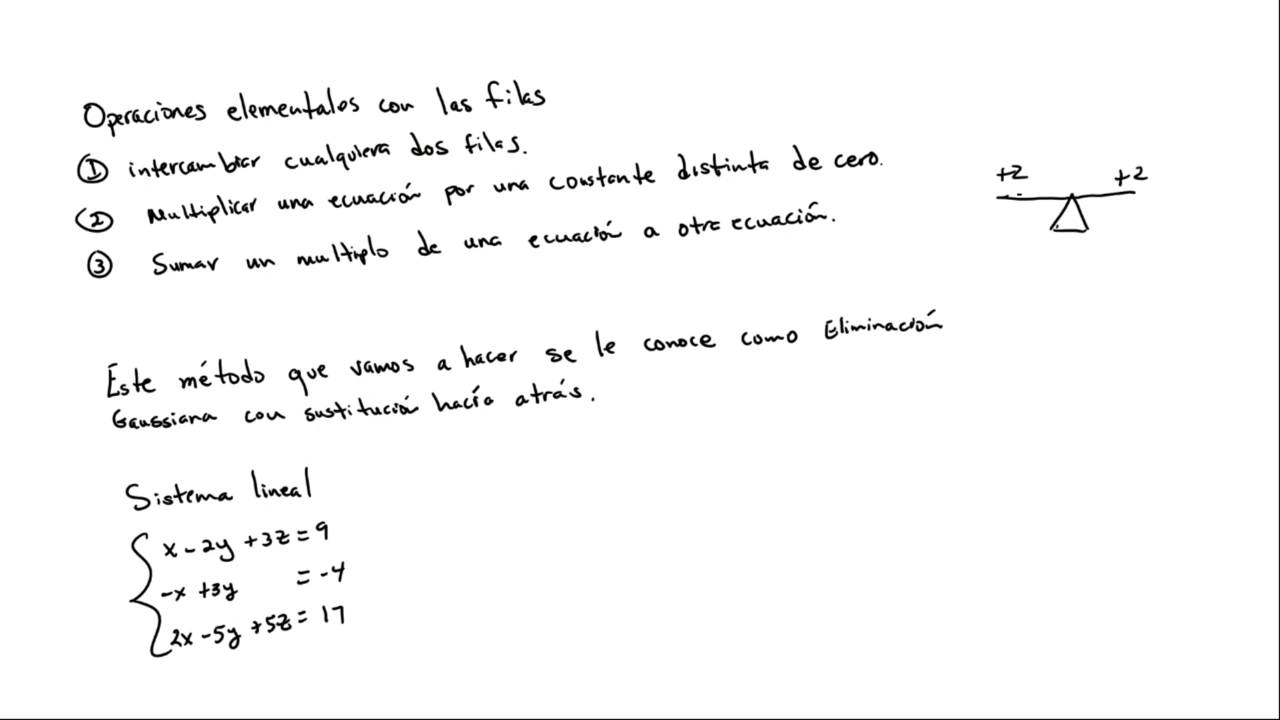 Operaciones elementales con las filas
① intercambiar cualquiera dos filas.
② Multiplicar una ecuación por una constante distinta de cero.
③ Sumar un multiplo de una ecuación a otra ecuación.
+2 +2
Este método que vamos a hacer se le conoce como Eliminación
Gaussiana con sustitución hacía atrás.
Sistema lineal
x - 2y + 3z = 9
-x + 3y = -4
2x - 5y + 5z = 17